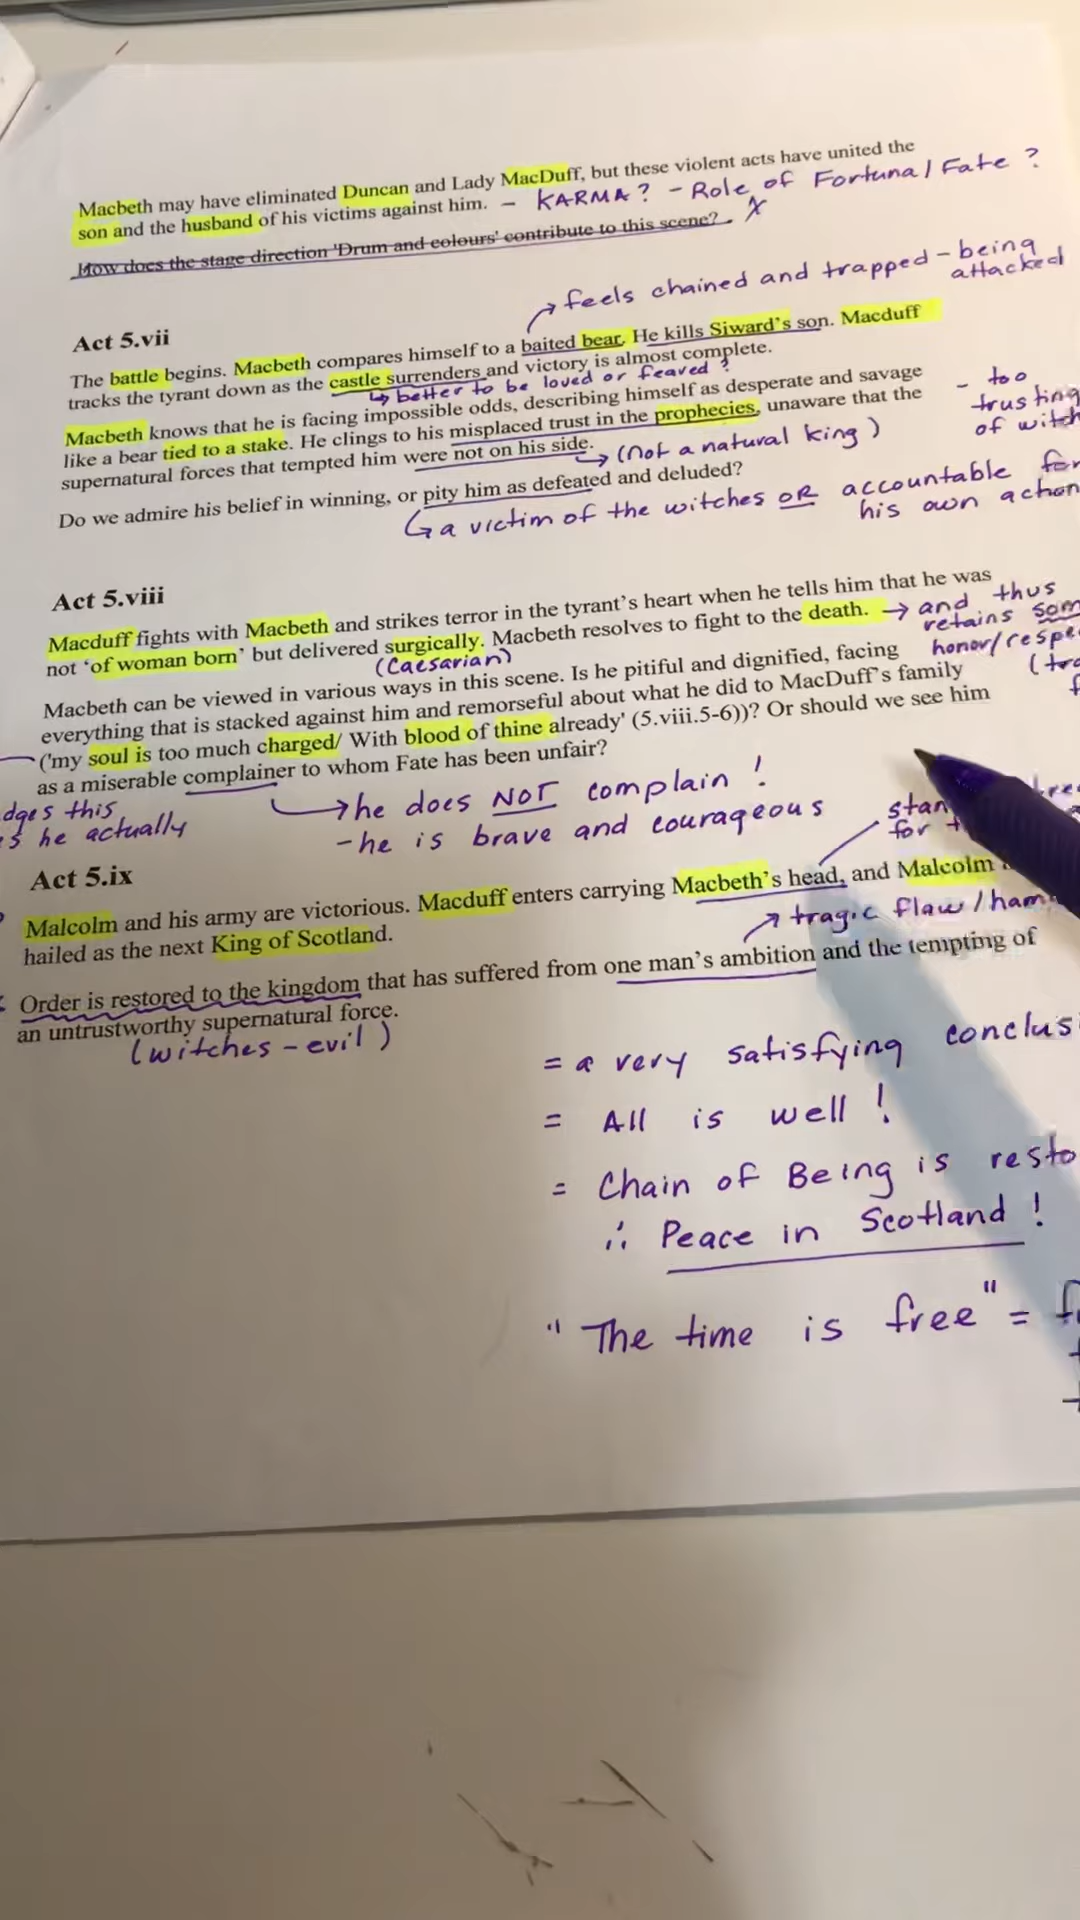 Macbeth may have eliminated Duncan and Lady MacDuff, but these violent acts have united the
son and the husband of his victims against him. – KARMA? – Role of Fortuna/Fate?
How does the stage direction 'Drum and colours' contribute to this scene? X
feels chained and trapped – being
attacked
Act 5.vii
The battle begins. Macbeth compares himself to a baited bear. He kills Siward's son. Macduff
tracks the tyrant down as the castle surrenders and victory is almost complete.
better to be loved or feared?
Macbeth knows that he is facing impossible odds, describing himself as desperate and savage
like a bear tied to a stake. He clings to his misplaced trust in the prophecies, unaware that the
supernatural forces that tempted him were not on his side.
(not a natural king)
– too
trusting
of
Do we admire his belief in winning, or pity him as defeated and deluded?
a victim of the witches OR accountable for
his own
Act 5.viii
Macduff fights with Macbeth and strikes terror in the tyrant's heart when he tells him that he was
not 'of woman born' but delivered surgically. Macbeth resolves to fight to the death. → and thus
retains
(Caesarian)
Macbeth can be viewed in various ways in this scene. Is he pitiful and dignified, facing
everything that is stacked against him and remorseful about what he did to MacDuff's family
('my soul is too much charged/ With blood of thine already' (5.viii.5-6))? Or should we see him
as a miserable complainer to whom Fate has been unfair?
this
he actually
he does NOT complain!
– he is brave and courageous
for
Act 5.ix
Malcolm and his army are victorious. Macduff enters carrying Macbeth's head, and Malcolm
hailed as the next King of Scotland.
tragic flaw /
Order is restored to the kingdom that has suffered from one man's ambition and the tempting of
an untrustworthy supernatural force.
(witches – evil)
= a very satisfying
= All is well!
= Chain of Being is
∴ Peace in Scotland!
"The time is free" =